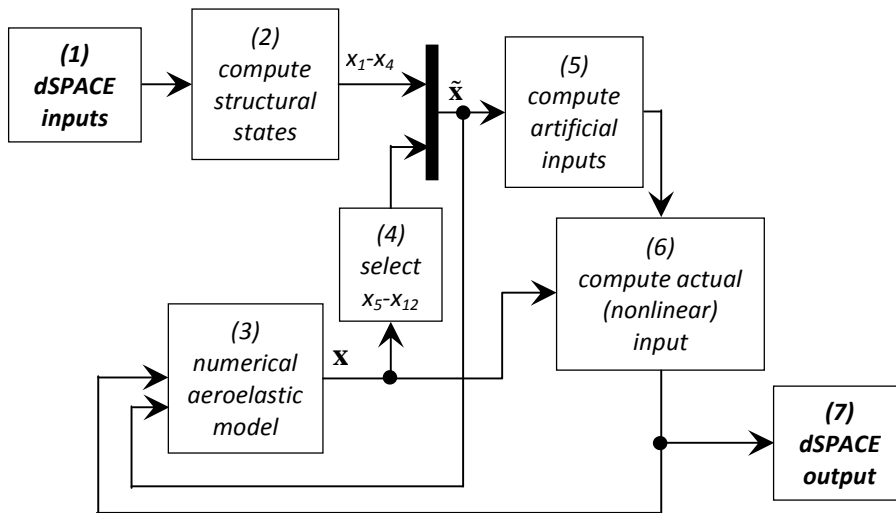 (1)
dSPACE
inputs
(2)
compute
structural
states
x₁-x₄
x̃
(5)
compute
artificial
inputs
(4)
select
x₅-x₁₂
(6)
compute actual
(nonlinear)
input
(3)
numerical
aeroelastic
model
x
(7)
dSPACE
output